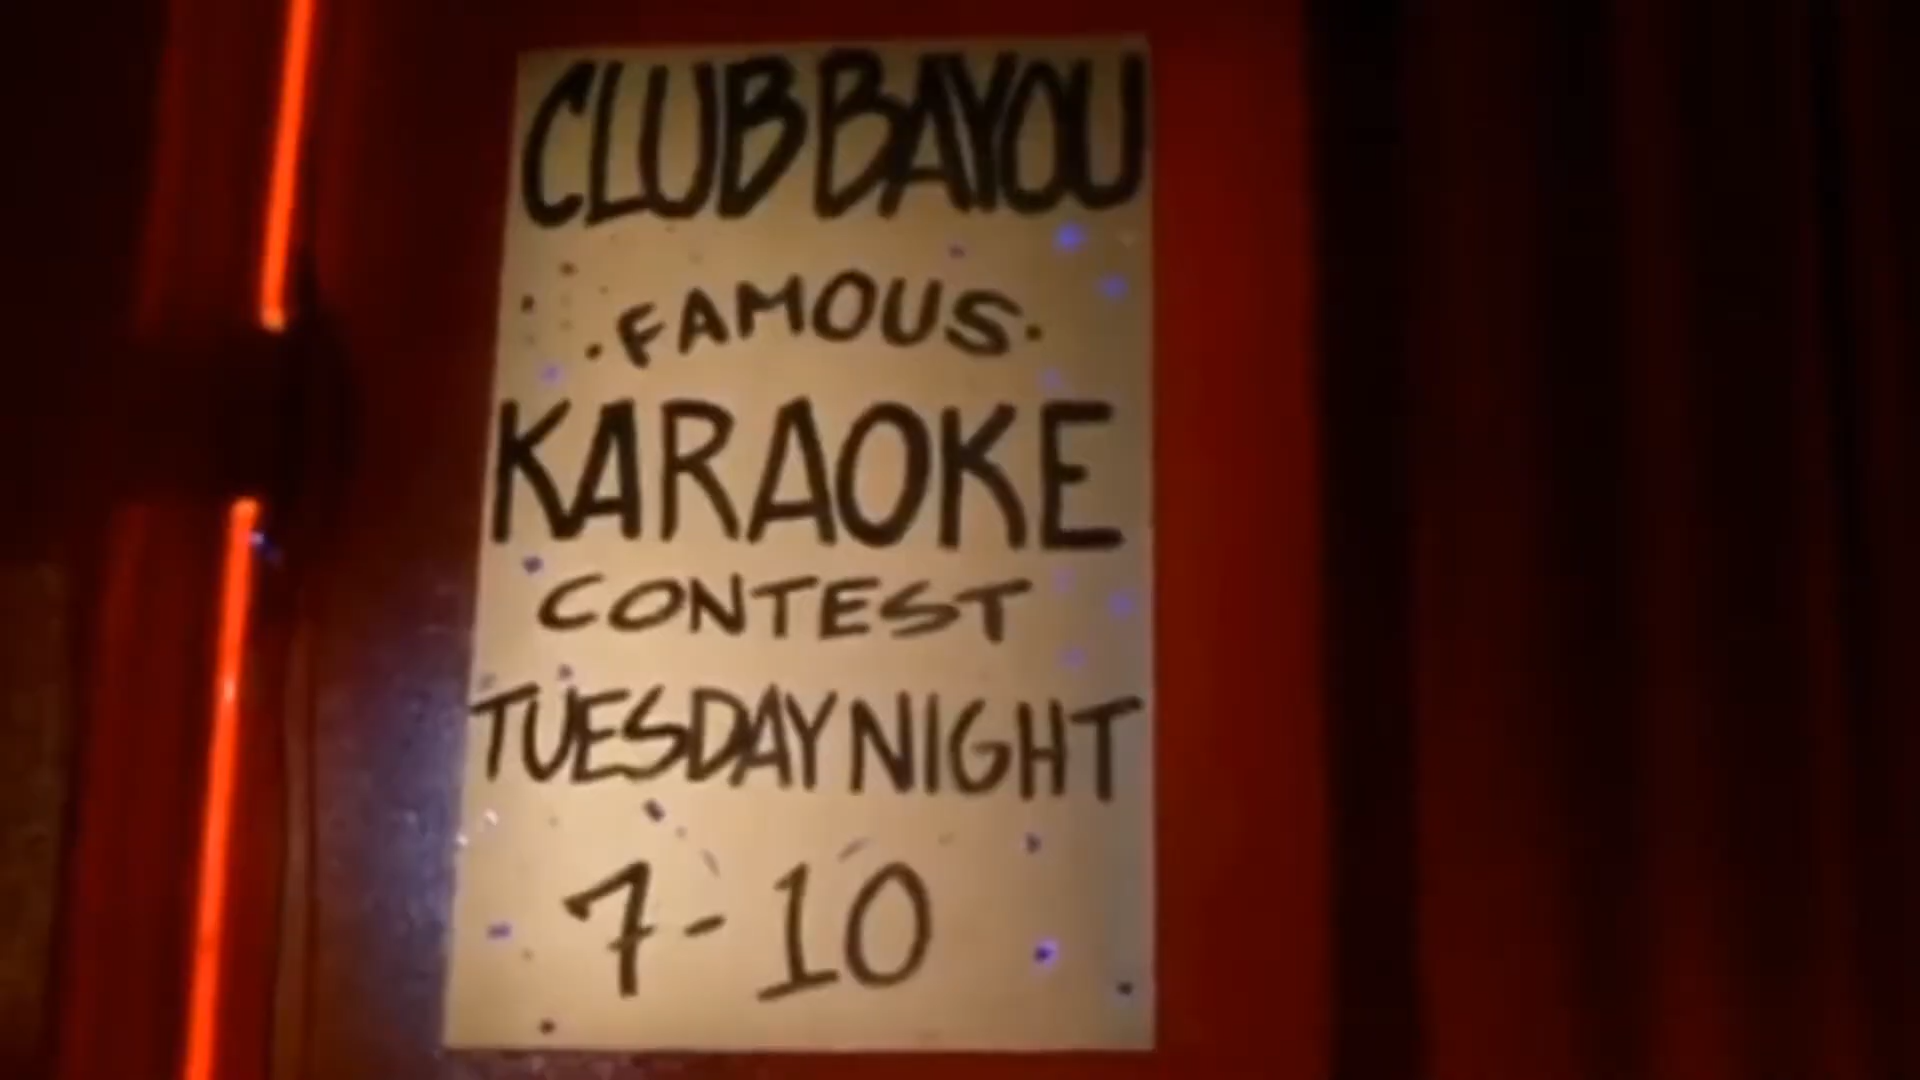 CLUB BAYOU
·FAMOUS·
KARAOKE
CONTEST
TUESDAY NIGHT
7-10